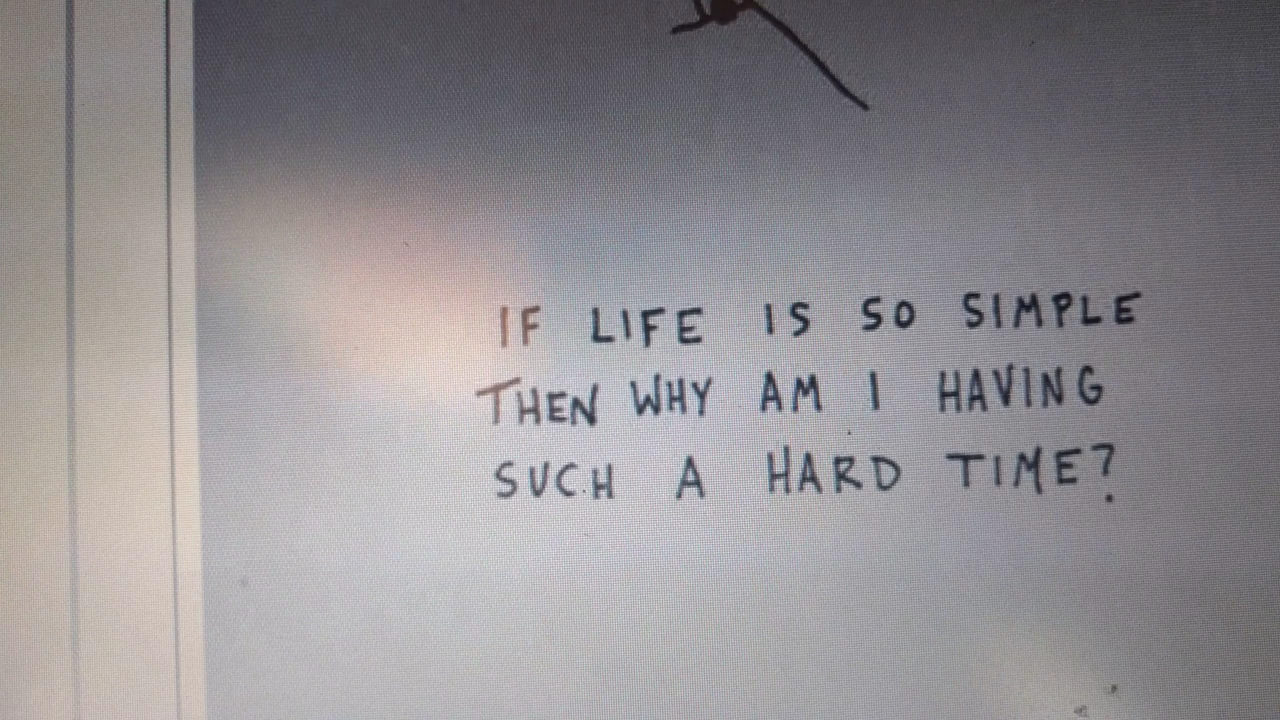 IF LIFE IS SO SIMPLE
THEN WHY AM I HAVING
SUCH A HARD TIME?